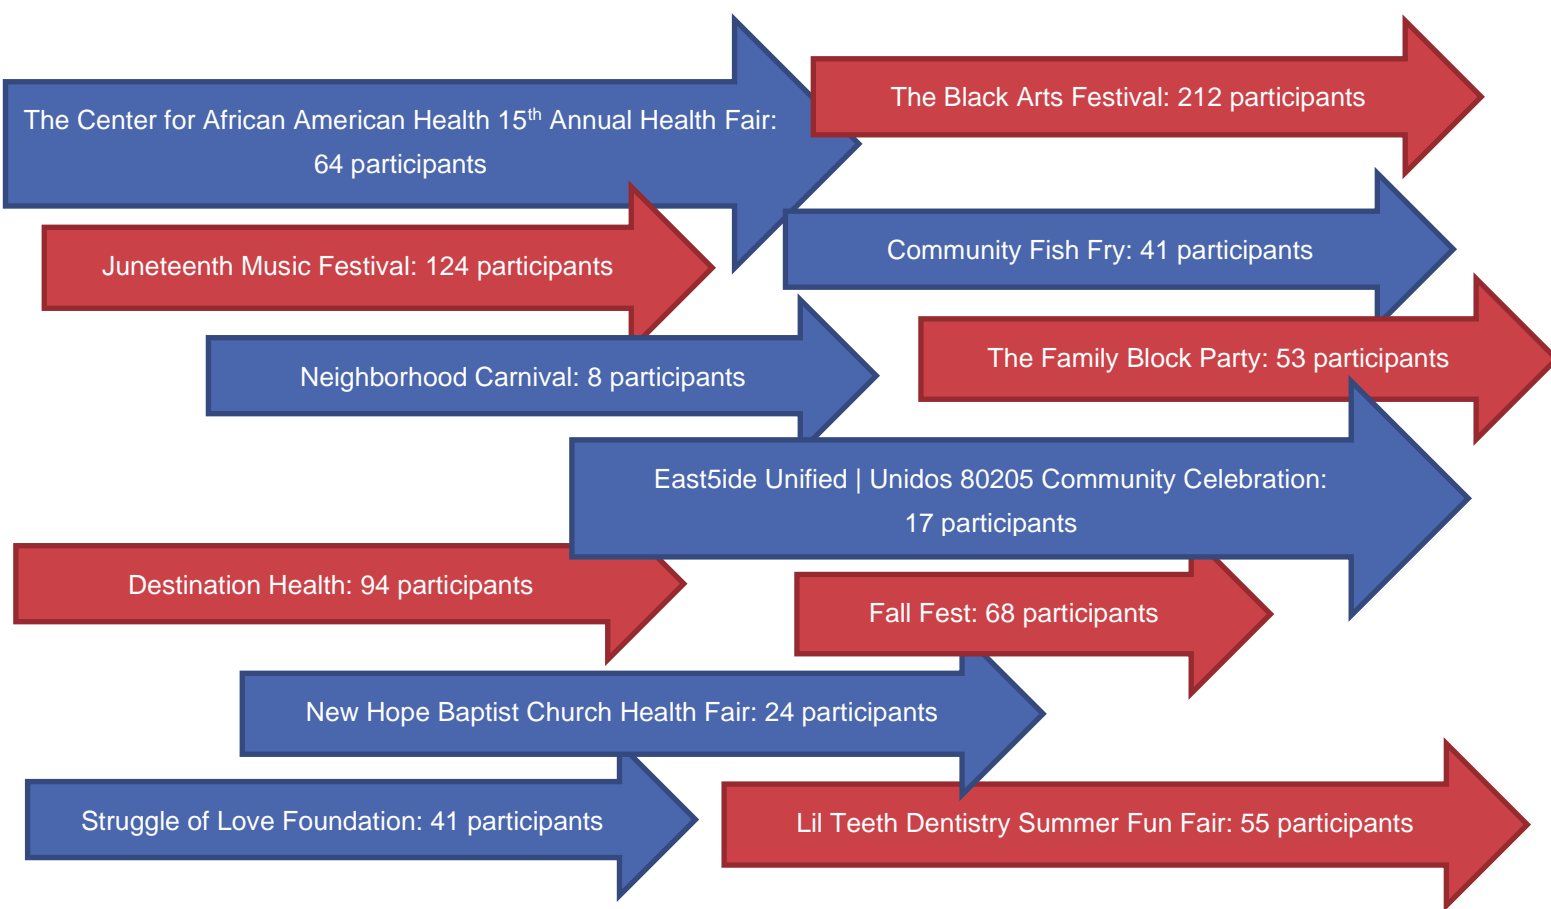 The Center for African American Health 15th Annual Health Fair:
64 participants
The Black Arts Festival: 212 participants
Juneteenth Music Festival: 124 participants
Community Fish Fry: 41 participants
Neighborhood Carnival: 8 participants
The Family Block Party: 53 participants
East5ide Unified | Unidos 80205 Community Celebration:
17 participants
Destination Health: 94 participants
Fall Fest: 68 participants
New Hope Baptist Church Health Fair: 24 participants
Struggle of Love Foundation: 41 participants
Lil Teeth Dentistry Summer Fun Fair: 55 participants